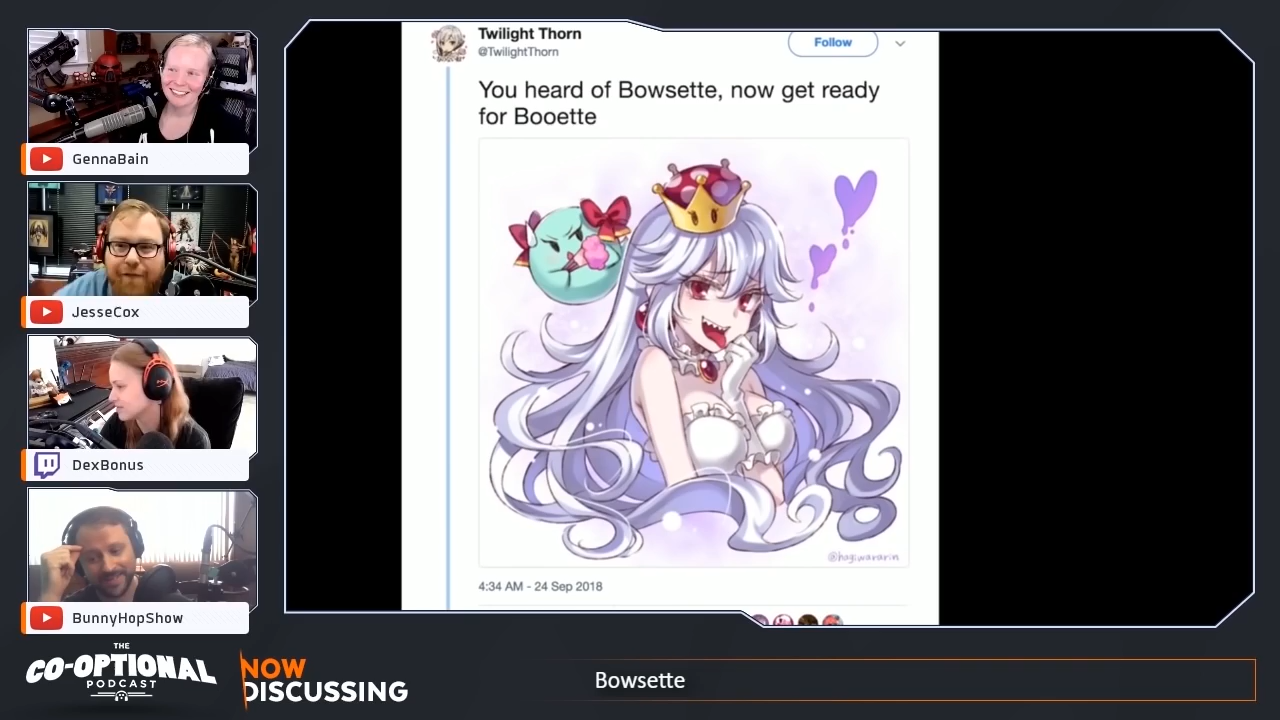 GennaBain
JesseCox
DexBonus
BunnyHopShow
Twilight Thorn
@TwilightThorn
Follow
You heard of Bowsette, now get ready
for Booette
@hagiwararin
4:34 AM - 24 Sep 2018
THE
CO-OPTIONAL
PODCAST
NOW
DISCUSSING
Bowsette